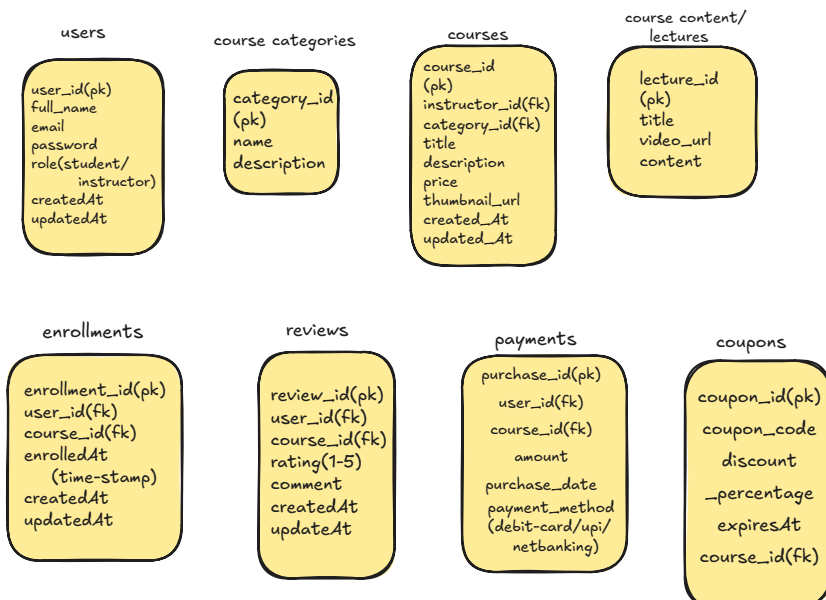 users
user_id(pk)
full_name
email
password
role(student/
instructor)
createdAt
updatedAt
course categories
category_id
(pk)
name
description
courses
course_id
(pk)
instructor_id(fk)
category_id(fk)
title
description
price
thumbnail_url
created_At
updated_At
course content/
lectures
lecture_id
(pk)
title
video_url
content
enrollments
enrollment_id(pk)
user_id(fk)
course_id(fk)
enrolledAt
(time-stamp)
createdAt
updatedAt
reviews
review_id(pk)
user_id(fk)
course_id(fk)
rating(1-5)
comment
createdAt
updateAt
payments
purchase_id(pk)
user_id(fk)
course_id(fk)
amount
purchase_date
payment_method
(debit-card/upi/
netbanking)
coupons
coupon_id(pk)
coupon_code
discount
_percentage
expiresAt
course_id(fk)